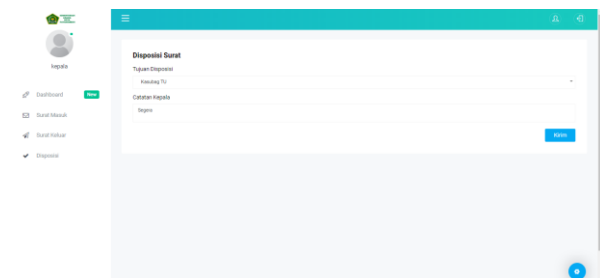 kepala
Dashboard
New
Surat Masuk
Surat Keluar
Disposisi
Disposisi Surat
Tujuan Disposisi
Kasubag TU
Catatan Kepala
Segera
Kirim